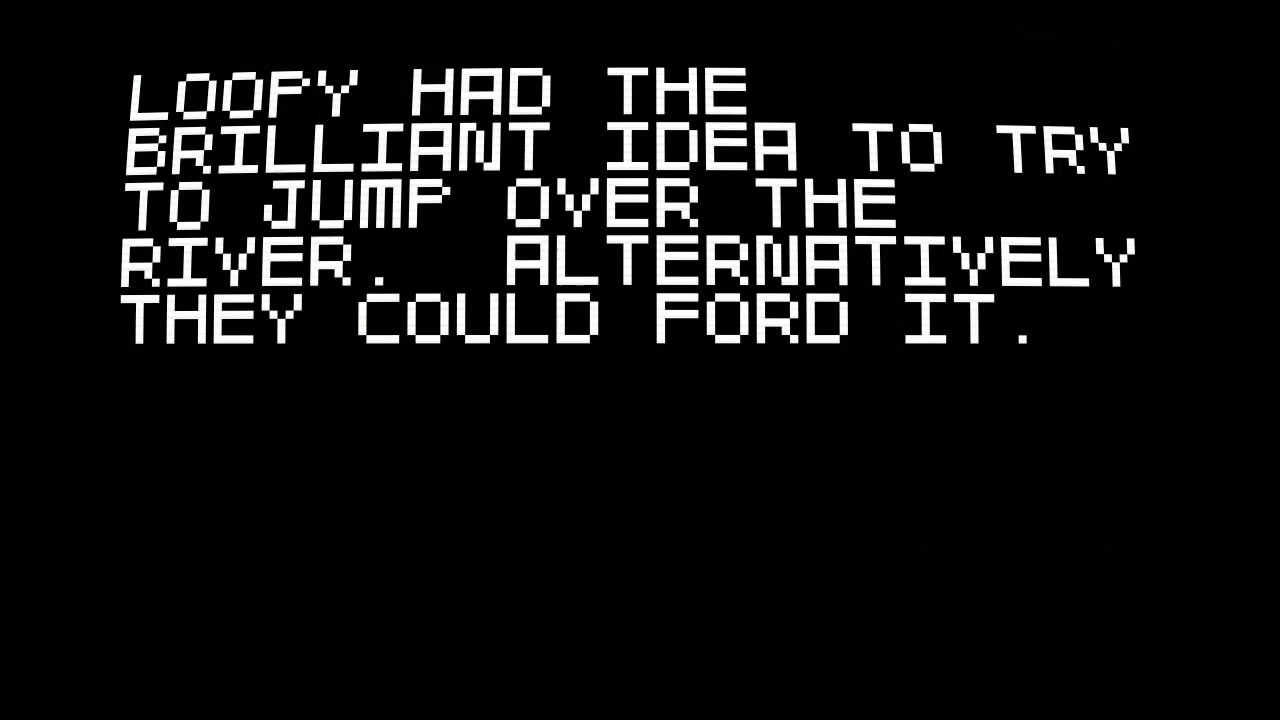 LOOPY HAD THE
BRILLIANT IDEA TO TRY
TO JUMP OVER THE
RIVER.  ALTERNATIVELY
THEY COULD FORD IT.